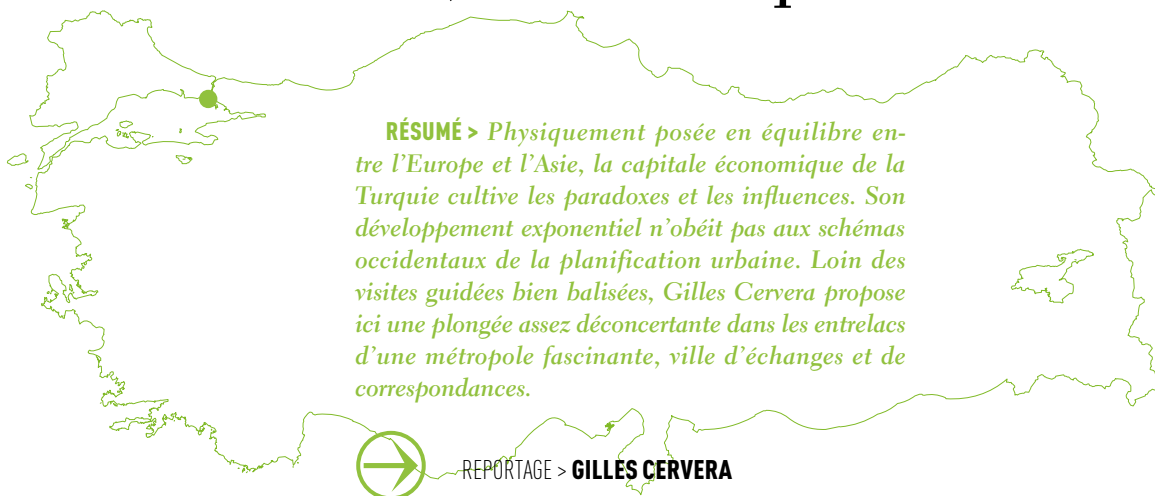 RÉSUMÉ > Physiquement posée en équilibre en-
tre l’Europe et l’Asie, la capitale économique de la
Turquie cultive les paradoxes et les influences. Son
développement exponentiel n’obéit pas aux schémas
occidentaux de la planification urbaine. Loin des
visites guidées bien balisées, Gilles Cervera propose
ici une plongée assez déconcertante dans les entrelacs
d’une métropole fascinante, ville d’échanges et de
correspondances.
REPORTAGE > GILLES CERVERA